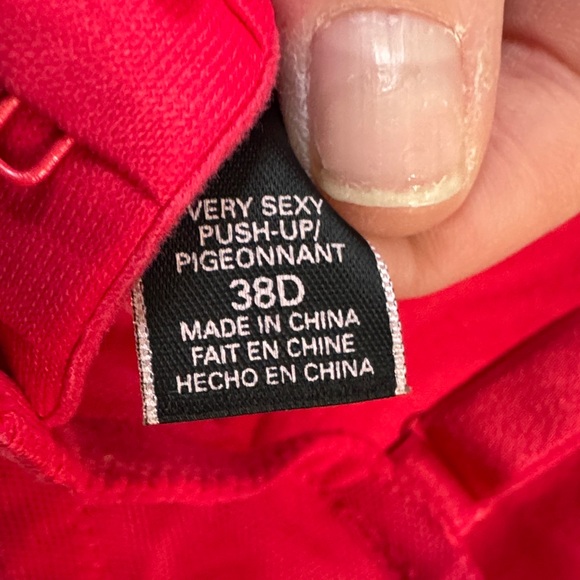 VERY SEXY
PUSH-UP/
PIGEONNANT
38D
MADE IN CHINA
FAIT EN CHINE
HECHO EN CHINA